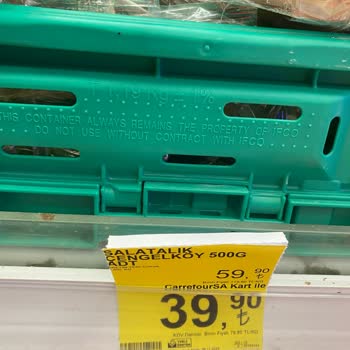 THIS CONTAINER ALWAYS REMAINS THE PROPERTY OF IFCO
DO NOT USE WITHOUT CONTRACT WITH IFCO
SALATALIK
ÇENGELKÖY 500G
ADT
59,90
CarrefourSA Kart ile
39,90 ₺